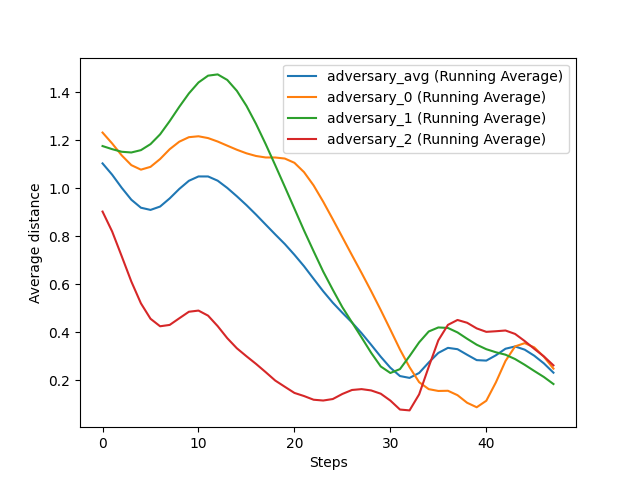 adversary_avg (Running Average)
adversary_0 (Running Average)
adversary_1 (Running Average)
adversary_2 (Running Average)
Average distance
1.4
1.2
1.0
0.8
0.6
0.4
0.2
0 10 20 30 40
Steps